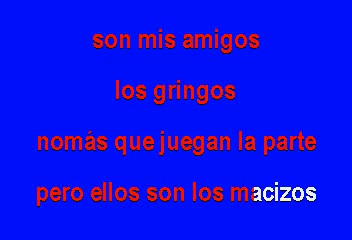 son mis amigos
los gringos
nomás que juegan la parte
pero ellos son los macizos